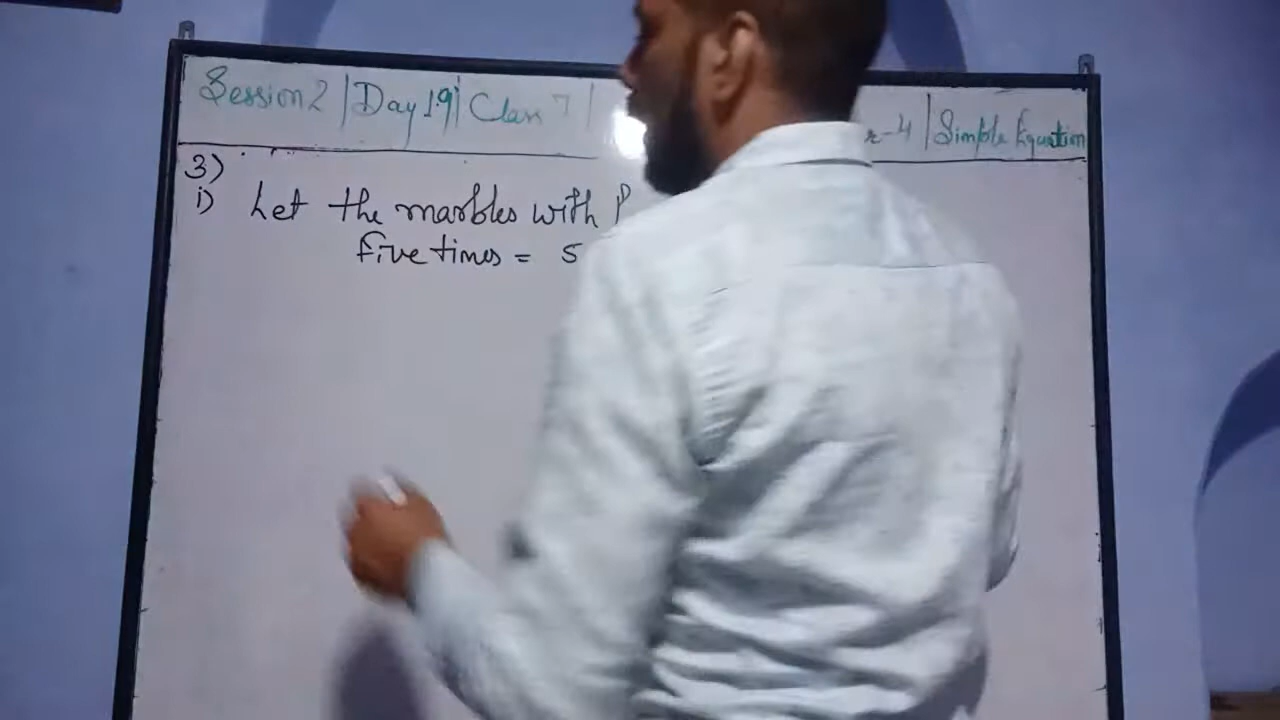 Session 2 | Day 19 | Class 7 | -4 | Simple Equation
3)
i) Let the marbles with P
five times = 5